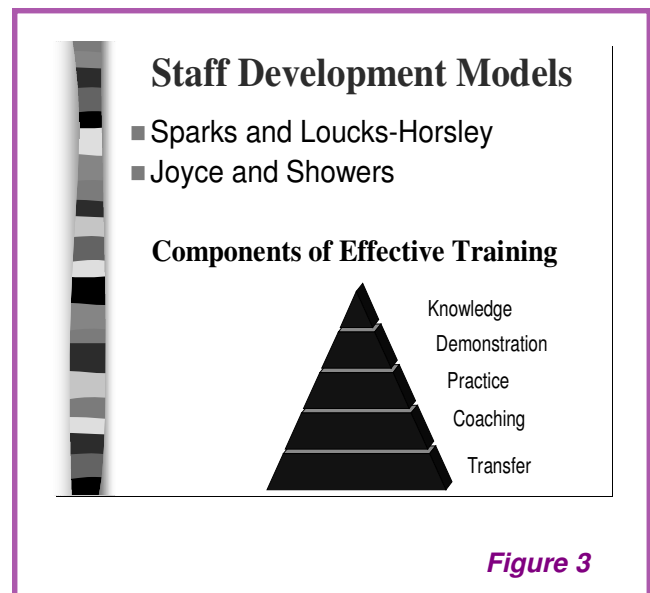 Staff Development Models
Sparks and Loucks-Horsley
Joyce and Showers
Components of Effective Training
Knowledge
Demonstration
Practice
Coaching
Transfer
Figure 3